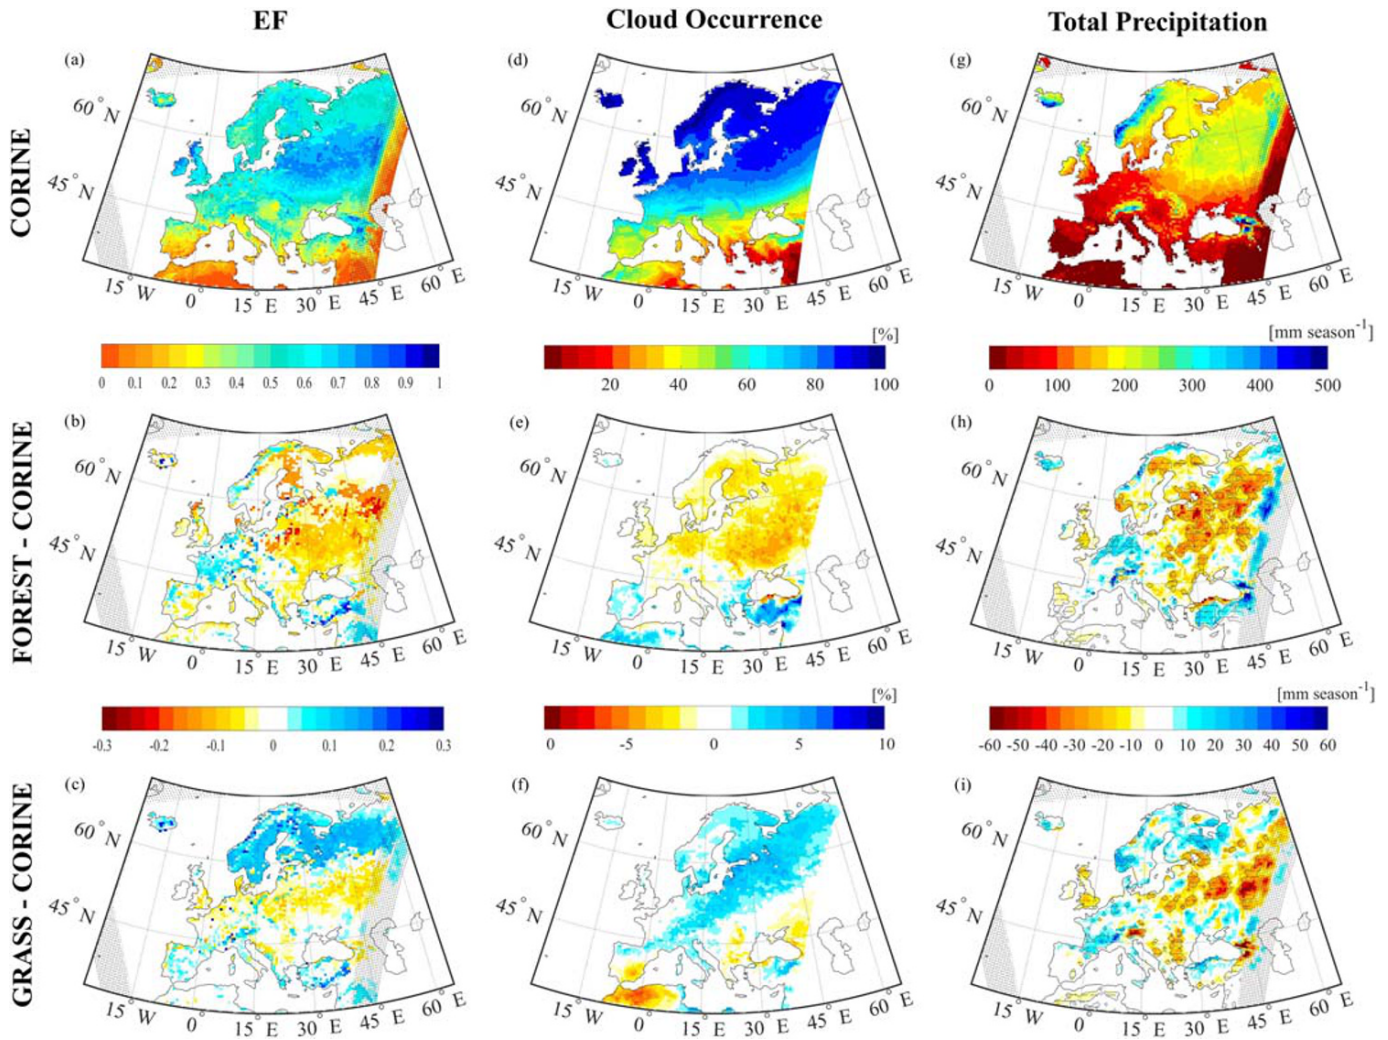 EF
Cloud Occurrence
Total Precipitation
CORINE
(a)
60°N
45°N
15°W
0°
15°E
30°E
45°E
60°E
(d)
60°N
45°N
15°W
0°
15°E
30°E
45°E
60°E
(g)
60°N
45°N
15°W
0°
15°E
30°E
45°E
60°E
0 0.1 0.2 0.3 0.4 0.5 0.6 0.7 0.8 0.9 1
[%]
20 40 60 80 100
[mm season-1]
0 100 200 300 400 500
FOREST - CORINE
(b)
60°N
45°N
15°W
0°
15°E
30°E
45°E
60°E
(e)
60°N
45°N
15°W
0°
15°E
30°E
45°E
60°E
(h)
60°N
45°N
15°W
0°
15°E
30°E
45°E
60°E
-0.3 -0.2 -0.1 0 0.1 0.2 0.3
[%]
0 -5 0 5 10
[mm season-1]
-60 -50 -40 -30 -20 -10 0 10 20 30 40 50 60
GRASS - CORINE
(c)
60°N
45°N
15°W
0°
15°E
30°E
45°E
60°E
(f)
60°N
45°N
15°W
0°
15°E
30°E
45°E
60°E
(i)
60°N
45°N
15°W
0°
15°E
30°E
45°E
60°E